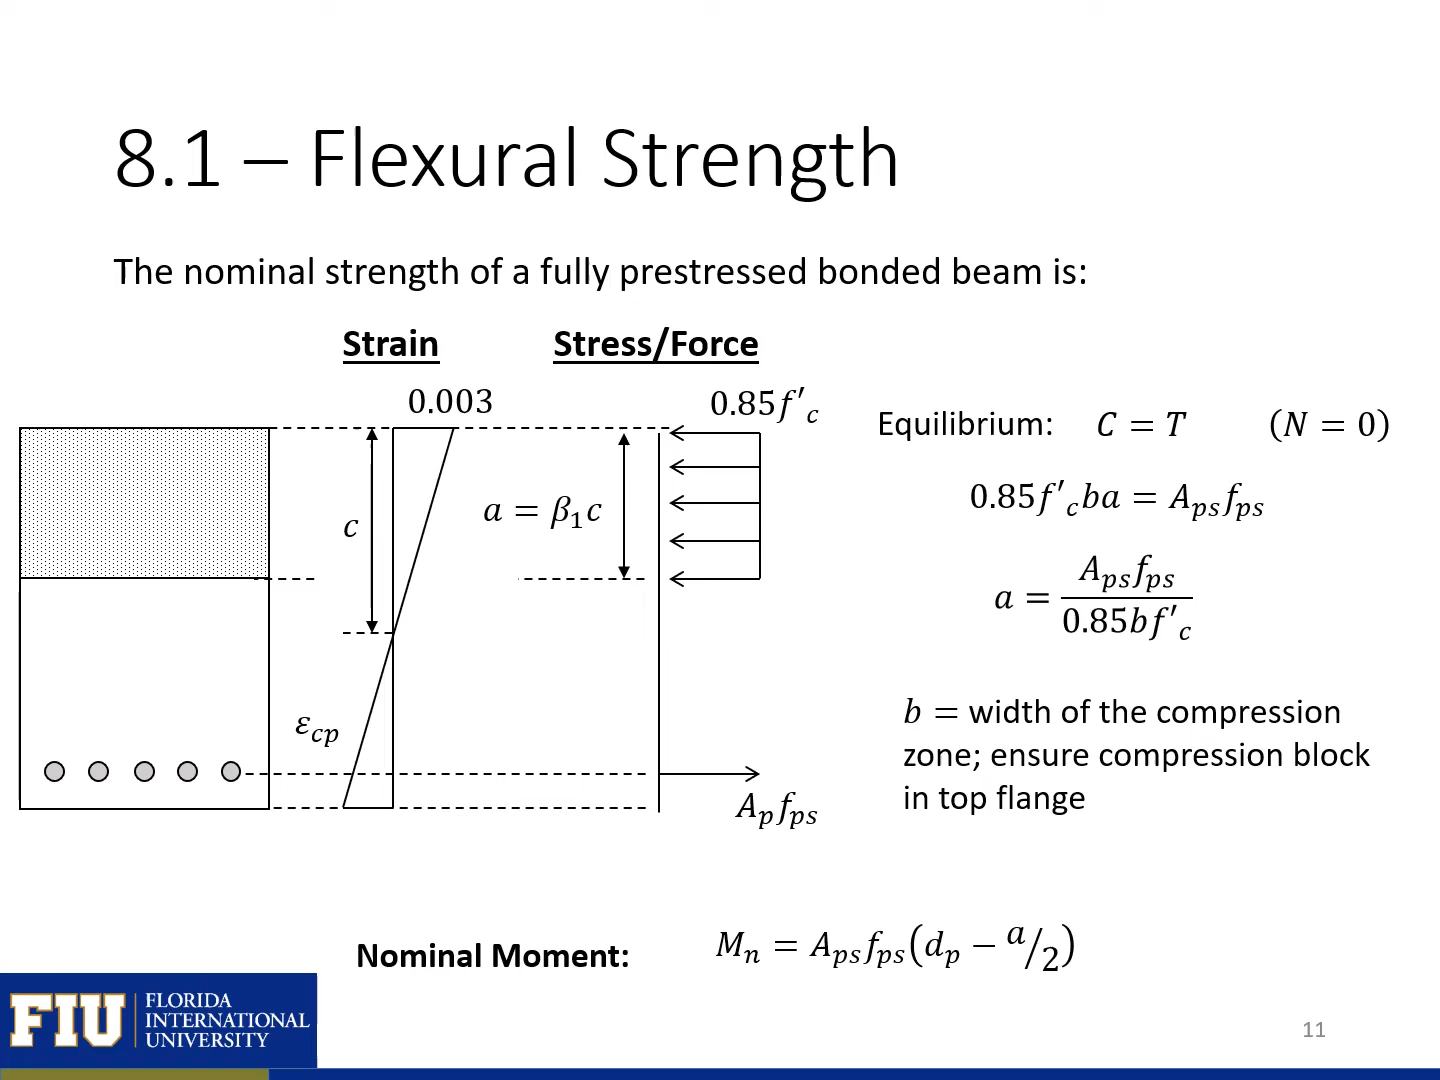 8.1 – Flexural Strength
The nominal strength of a fully prestressed bonded beam is:
Strain
Stress/Force
0.003
0.85f′c
c
a = β1c
εcp
Apfps
Equilibrium: C = T (N = 0)
0.85f′cba = Apsfps
a = Apsfps / 0.85bf′c
b = width of the compression
zone; ensure compression block
in top flange
Nominal Moment: Mn = Apsfps(dp − a/2)
FIU
FLORIDA
INTERNATIONAL
UNIVERSITY
11